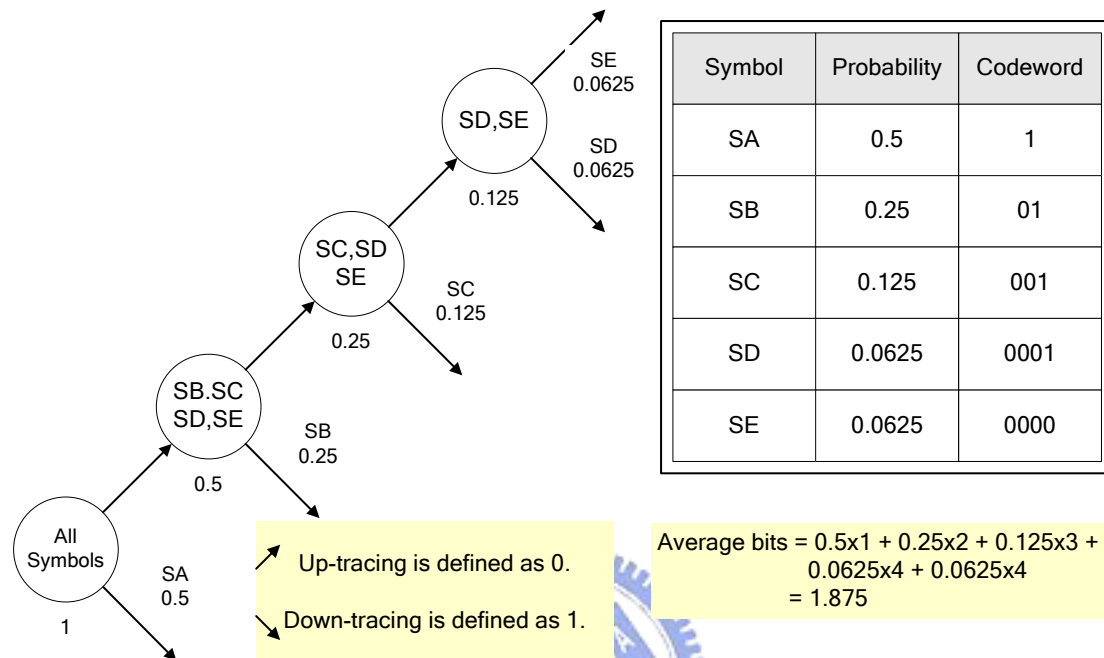 SE
0.0625
SD,SE
SD
0.0625
0.125
SC,SD
SE
SC
0.125
0.25
SB.SC
SD,SE
SB
0.25
0.5
All
Symbols
SA
0.5
1
Up-tracing is defined as 0.
Down-tracing is defined as 1.
Symbol Probability Codeword
SA 0.5 1
SB 0.25 01
SC 0.125 001
SD 0.0625 0001
SE 0.0625 0000
Average bits = 0.5x1 + 0.25x2 + 0.125x3 +
0.0625x4 + 0.0625x4
= 1.875